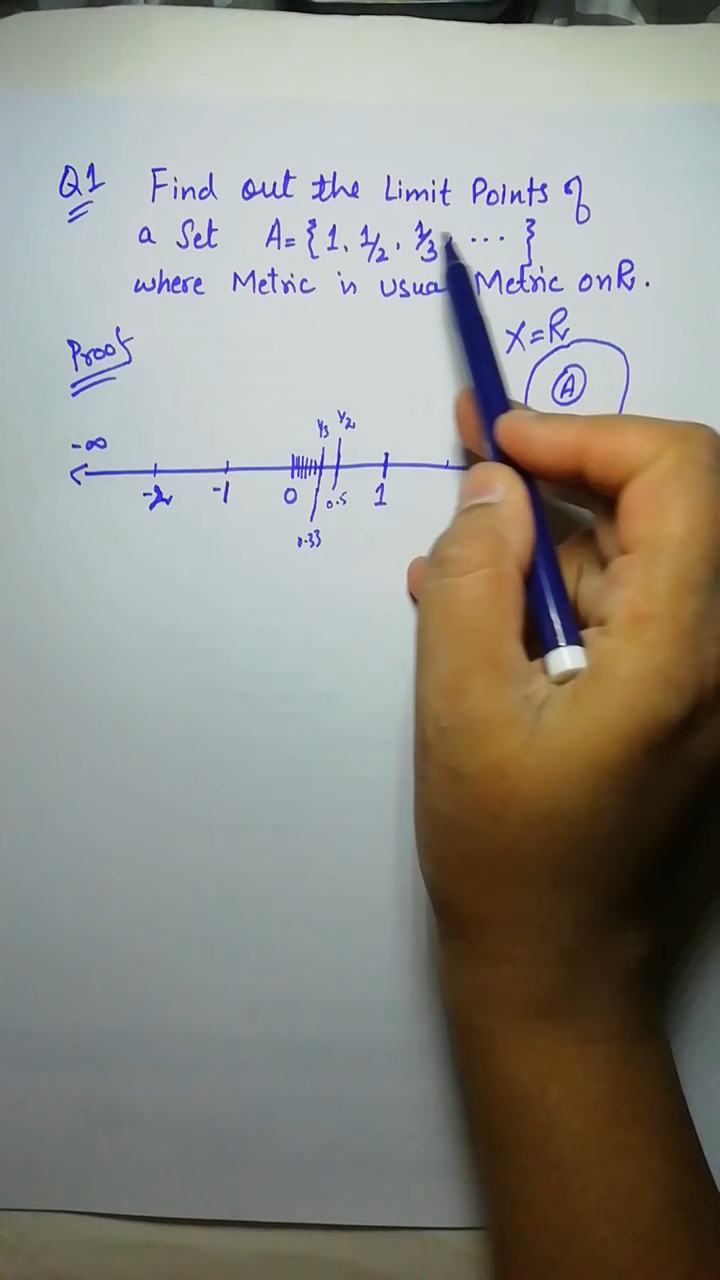 Q1 Find out the Limit Points of
a Set A= {1, 1/2, 1/3, ... }
where Metric is usual Metric on R.
X=R
Proof
A
1/3 1/2
-∞
-2 -1 0 0.5 1
0.33